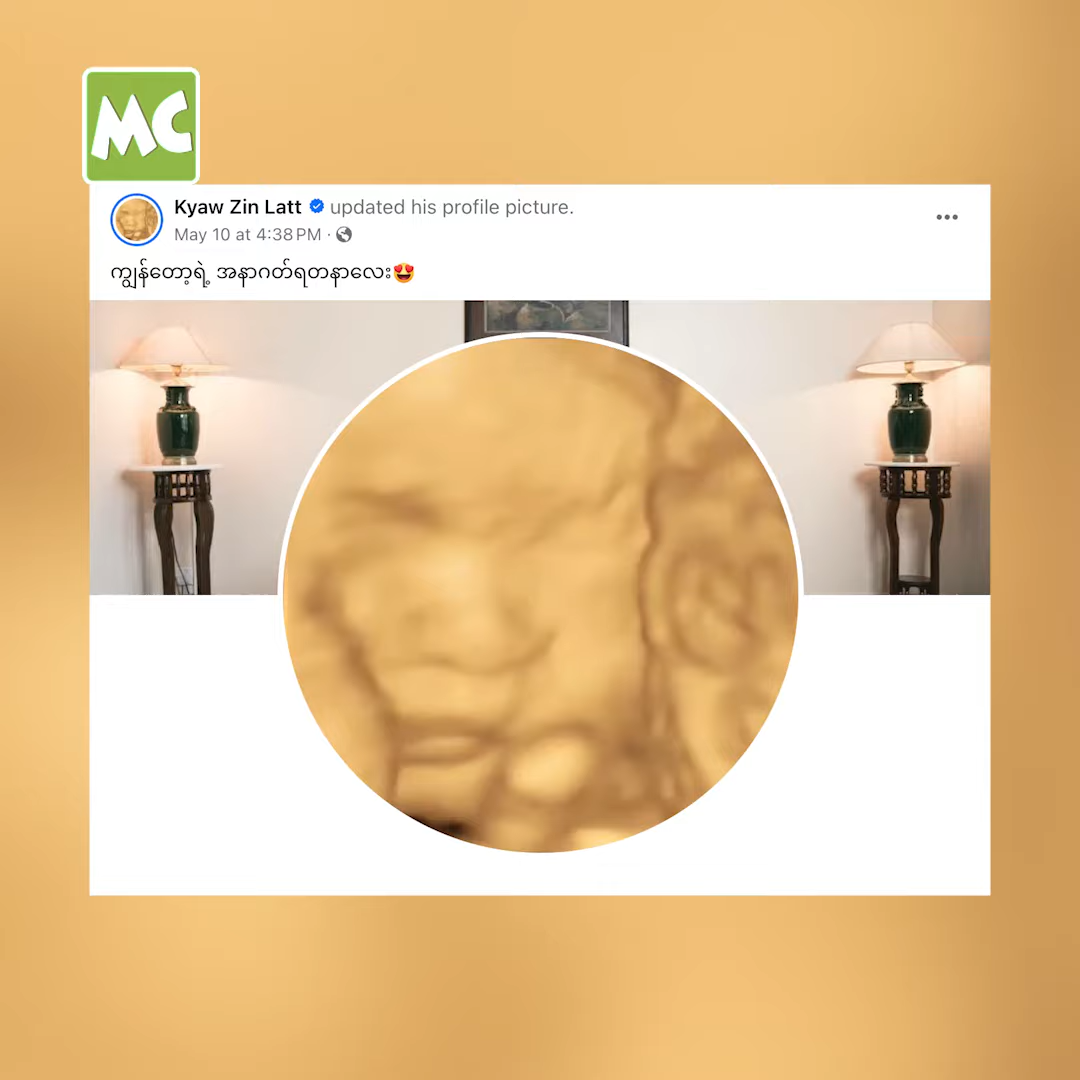 MC
Kyaw Zin Latt updated his profile picture.
May 10 at 4:38 PM ·
ကျွန်တော့ရဲ့ အနာဂတ်ရတနာလေး😍